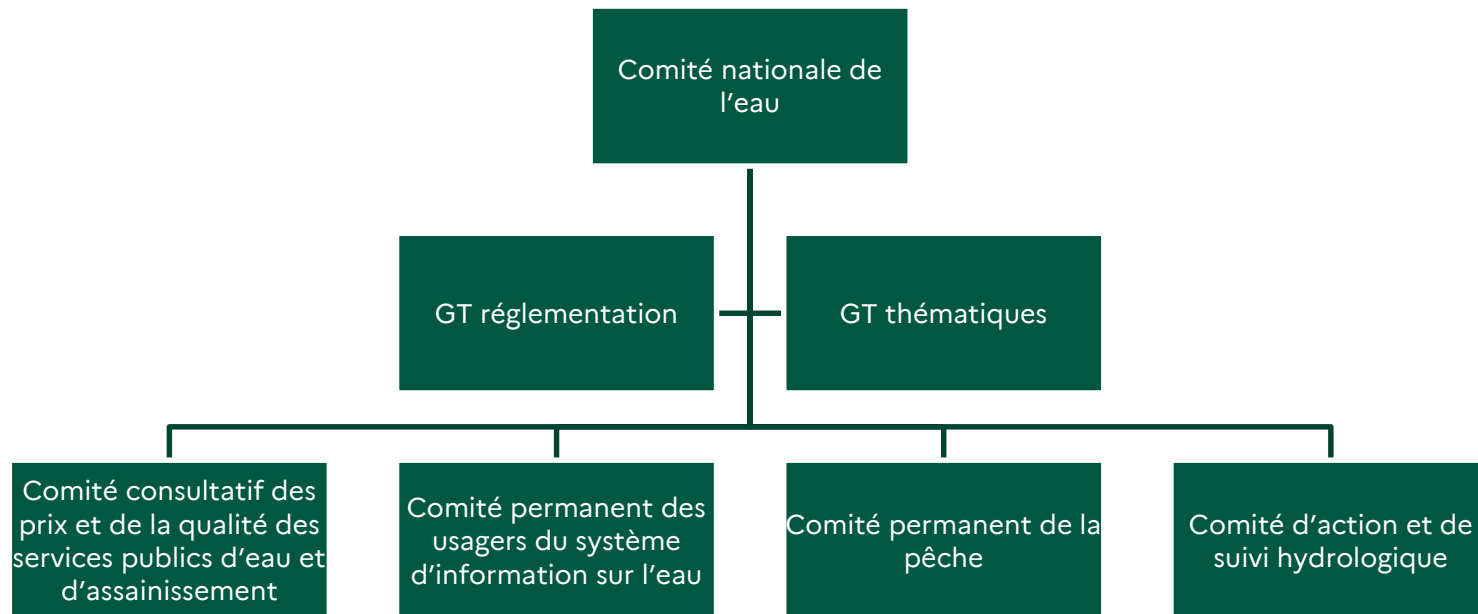 Comité nationale de
l’eau
GT réglementation
GT thématiques
Comité consultatif des
prix et de la qualité des
services publics d’eau et
d’assainissement
Comité permanent des
usagers du système
d’information sur l’eau
Comité permanent de la
pêche
Comité d’action et de
suivi hydrologique